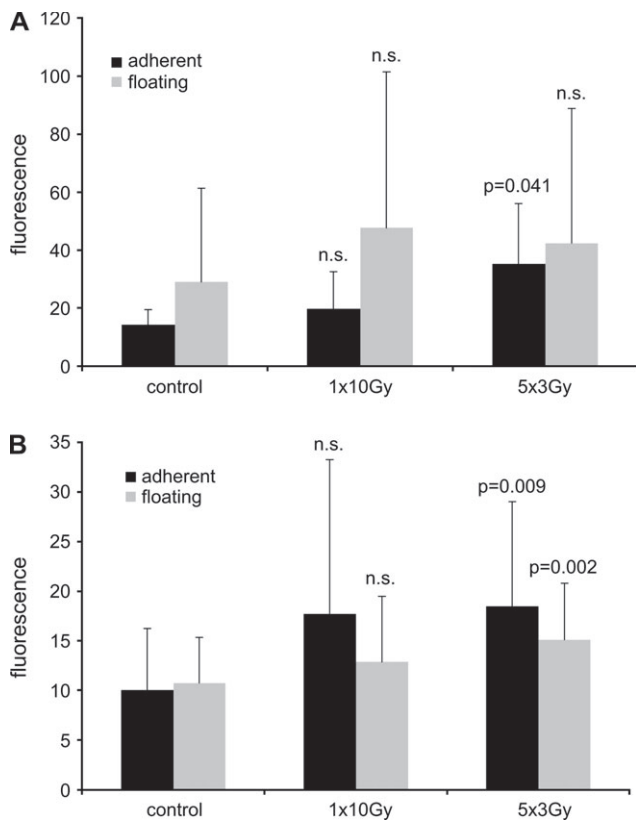 A
120
100
80
60
40
20
0
fluorescence
adherent
floating
n.s.
n.s.
p=0.041
n.s.
control
1x10Gy
5x3Gy
B
35
30
25
20
15
10
5
0
fluorescence
adherent
floating
n.s.
n.s.
p=0.009
p=0.002
control
1x10Gy
5x3Gy